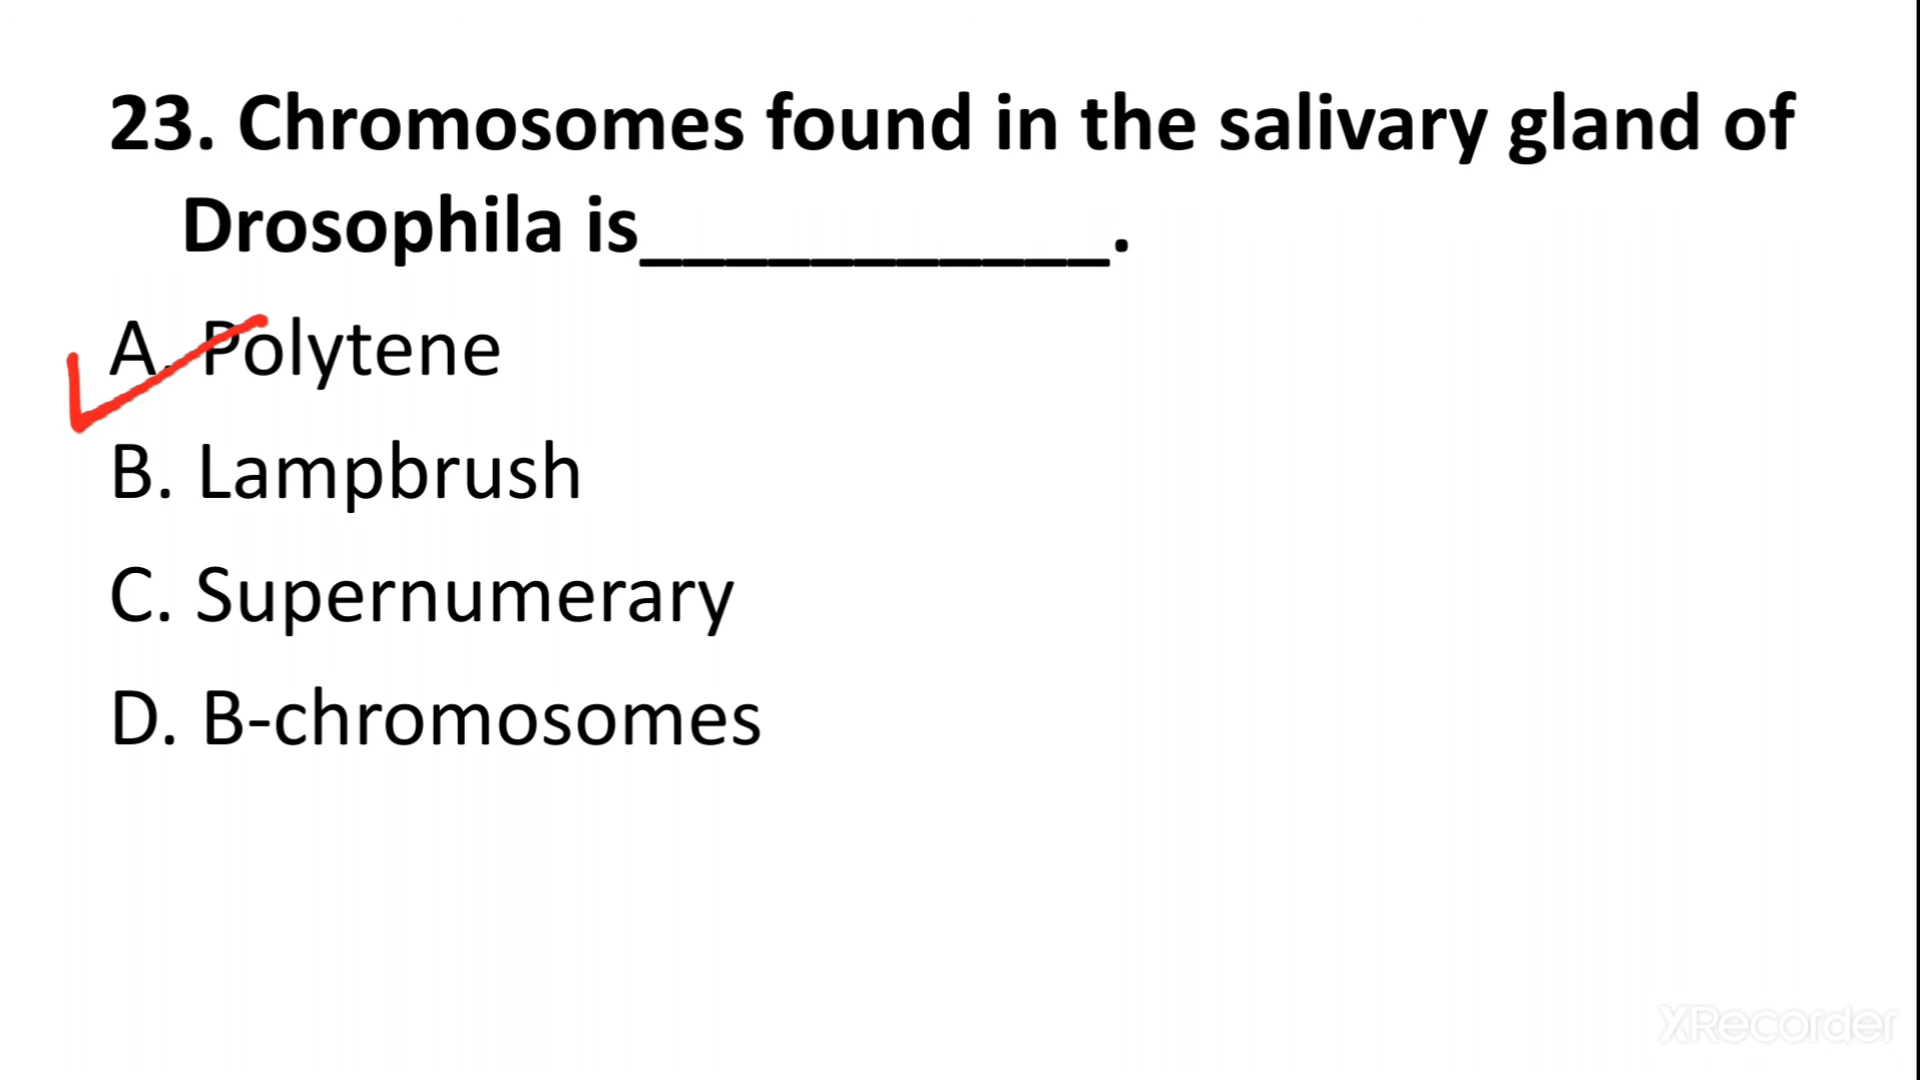 23. Chromosomes found in the salivary gland of
Drosophila is___________.
A. Polytene
B. Lampbrush
C. Supernumerary
D. B-chromosomes
XRecorder